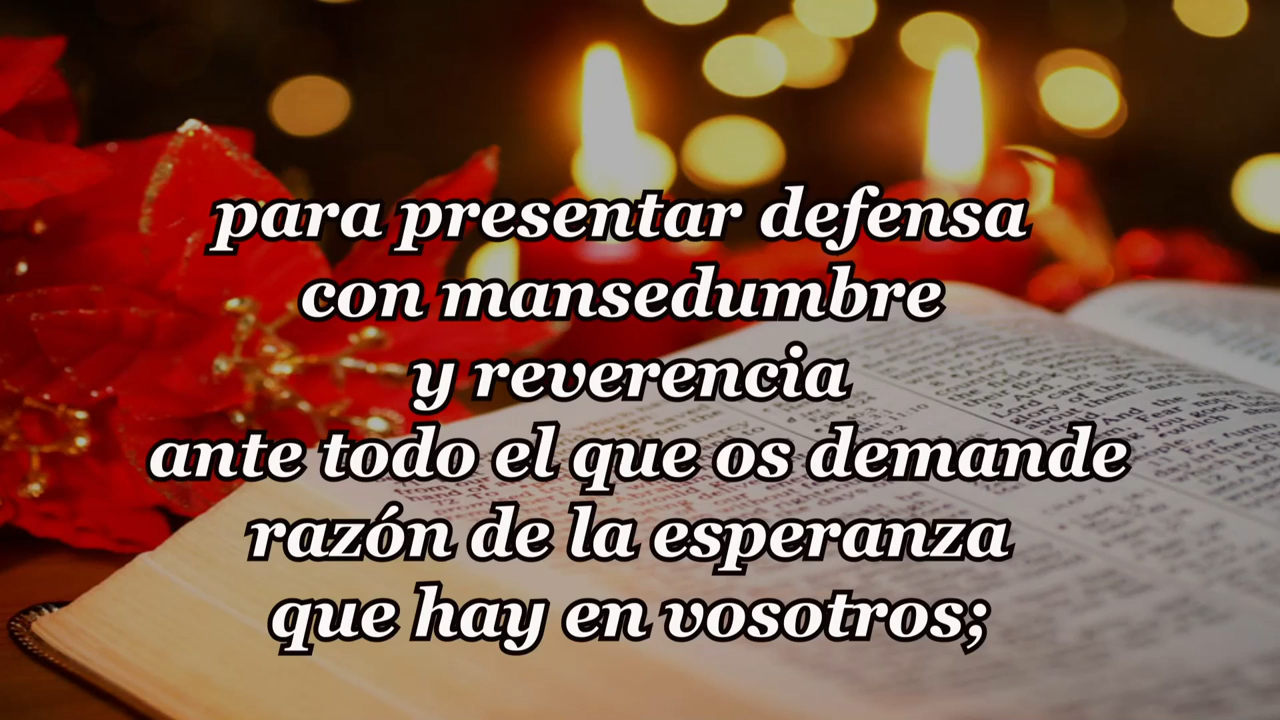 para presentar defensa
con mansedumbre
y reverencia
ante todo el que os demande
razón de la esperanza
que hay en vosotros;